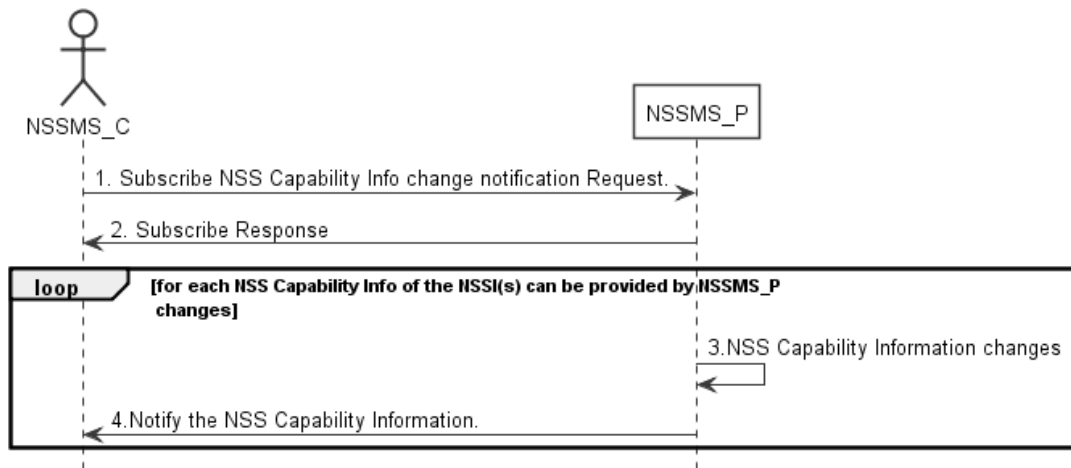 NSSMS_C
NSSMS_P
1. Subscribe NSS Capability Info change notification Request.
2. Subscribe Response
loop
[for each NSS Capability Info of the NSSI(s) can be provided by NSSMS_P
changes]
3.NSS Capability Information changes
4.Notify the NSS Capability Information.